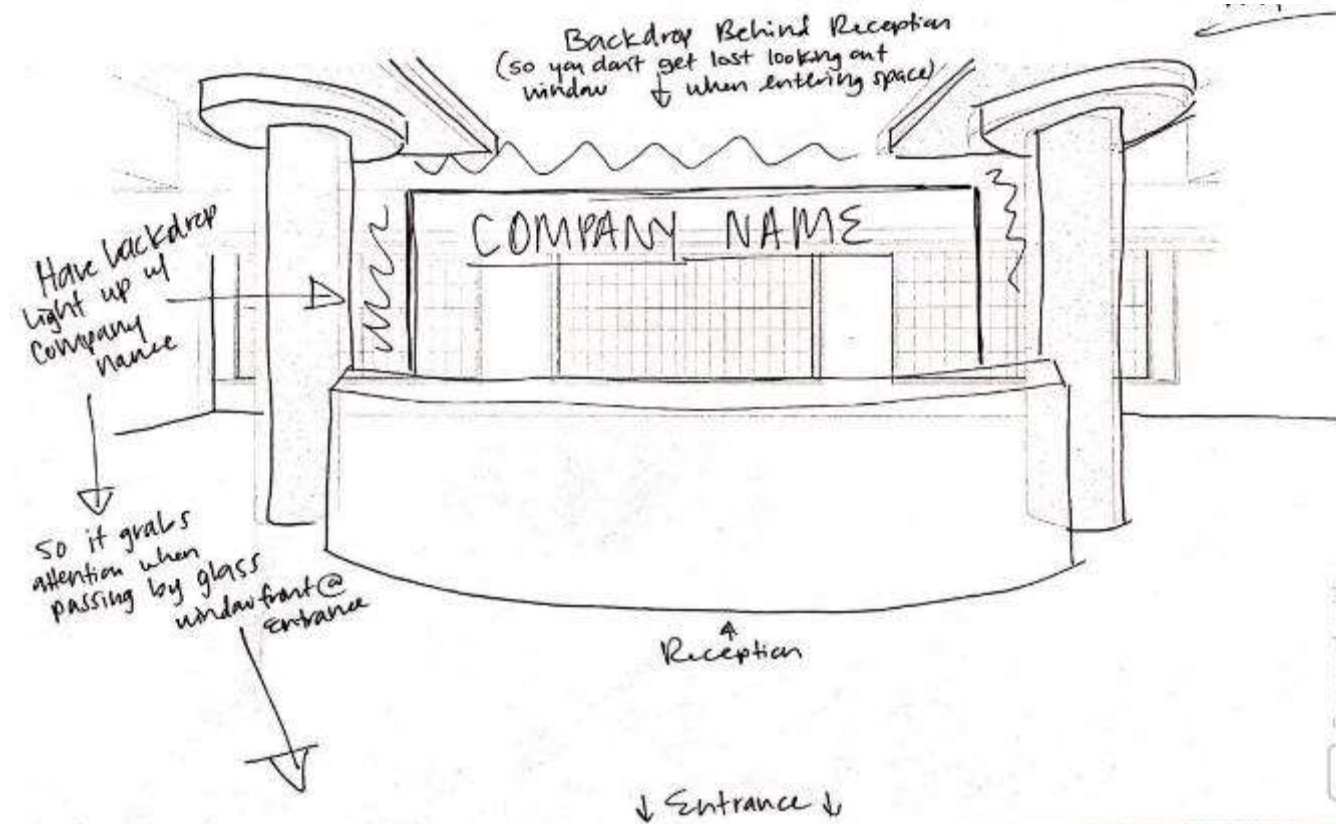 Backdrop Behind Reception
(so you don't get lost looking out
window ↓ when entering space)
COMPANY NAME
Have backdrop
light up w/
Company
Name
So it grabs
attention when
passing by glass
window front @
entrance
Reception
↓ Entrance ↓